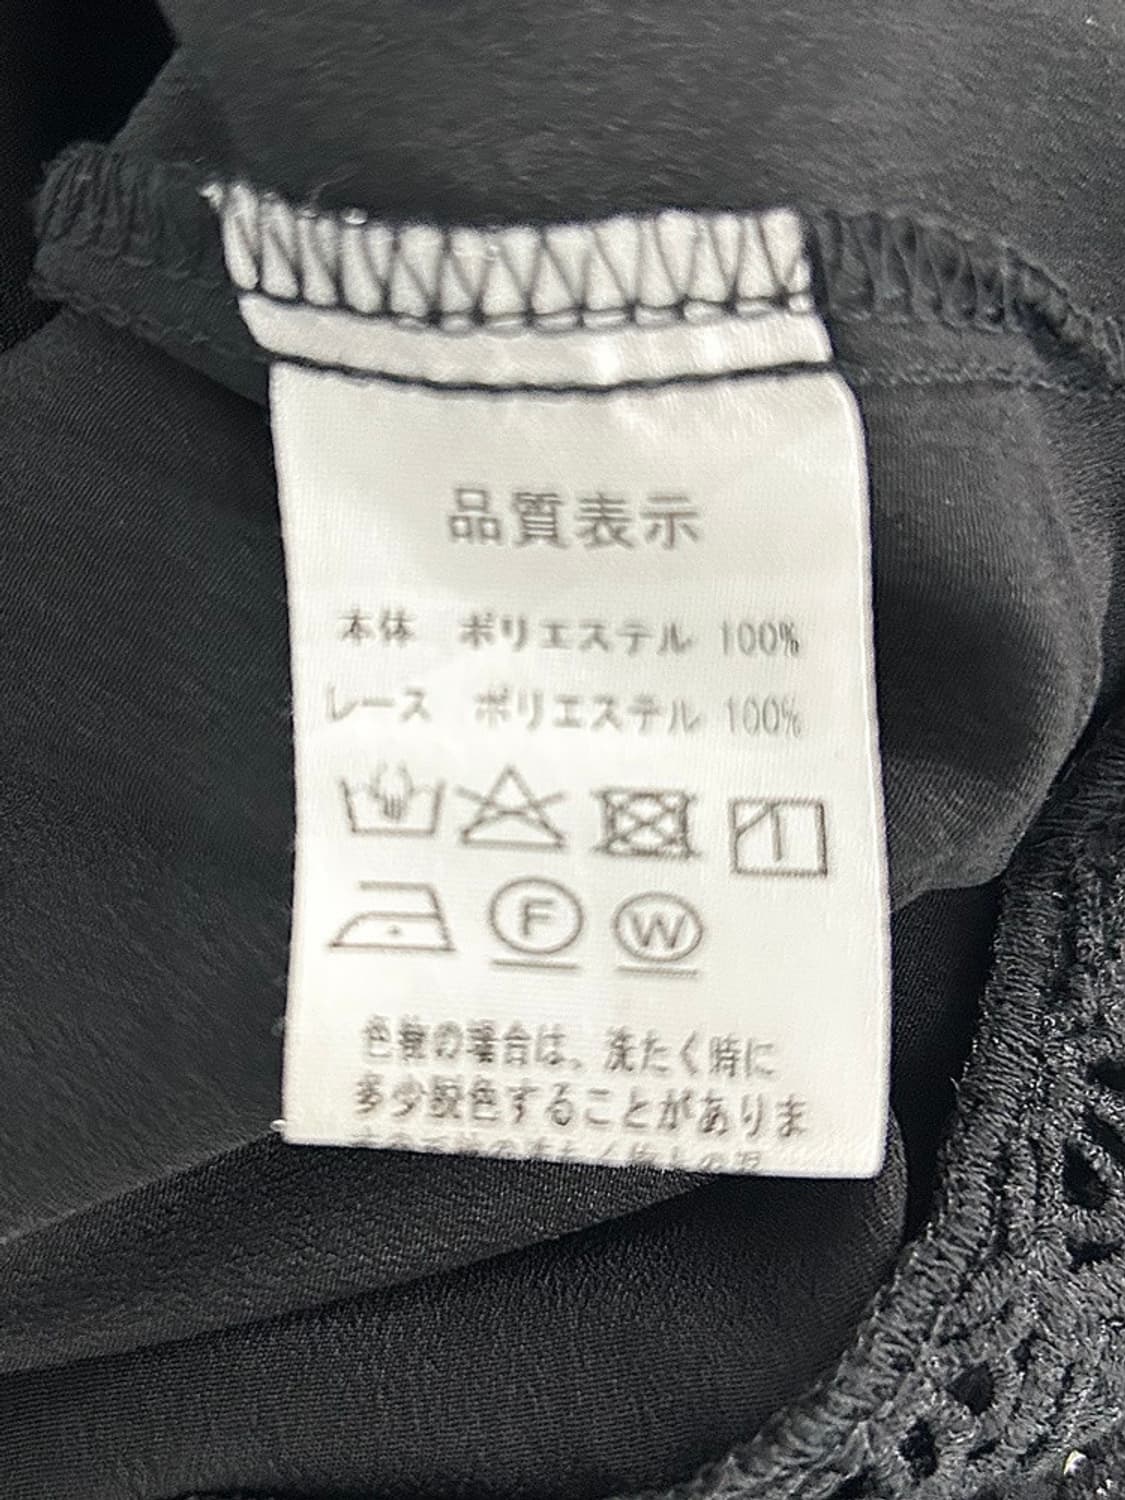 品質表示
本体 ポリエステル 100%
レース ポリエステル 100%
F W
色物の場合は、洗たく時に
多少脱色することがありま